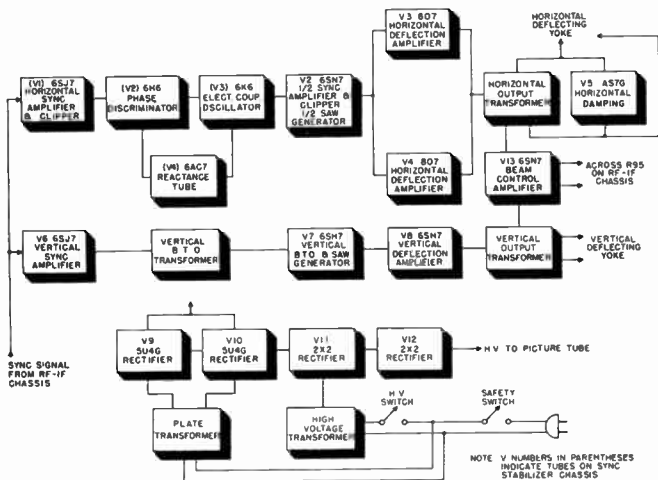 V3 807
HORIZONTAL
DEFLECTION
AMPLIFIER
HORIZONTAL
DEFLECTING
YOKE
(V1) 6SJ7
HORIZONTAL
SYNC
AMPLIFIER
& CLIPPER
(V2) 6H6
PHASE
DISCRIMINATOR
(V3) 6K6
ELECT COUP
OSCILLATOR
V2 6SN7
1/2 SYNC
AMPLIFIER &
CLIPPER
1/2 SAW
GENERATOR
HORIZONTAL
OUTPUT
TRANSFORMER
V5 AS7G
HORIZONTAL
DAMPING
(V4) 6AC7
REACTANCE
TUBE
V4 807
HORIZONTAL
DEFLECTION
AMPLIFIER
V13 6SN7
BEAM
CONTROL
AMPLIFIER
ACROSS R95
ON RF-IF
CHASSIS
V6 6SJ7
VERTICAL
SYNC
AMPLIFIER
VERTICAL
B T O
TRANSFORMER
V7 6SH7
VERTICAL
BTO & SAW
GENERATOR
V8 6SN7
VERTICAL
DEFLECTION
AMPLIFIER
VERTICAL
OUTPUT
TRANSFORMER
VERTICAL
DEFLECTING
YOKE
V9
5U4G
RECTIFIER
V10
5U4G
RECTIFIER
V11
2X2
RECTIFIER
V12
2X2
RECTIFIER
H V TO PICTURE TUBE
SYNC SIGNAL
FROM RF-IF
CHASSIS
PLATE
TRANSFORMER
HIGH
VOLTAGE
TRANSFORMER
H V
SWITCH
SAFETY
SWITCH
NOTE V NUMBERS IN PARENTHESES
INDICATE TUBES ON SYNC
STABILIZER CHASSIS